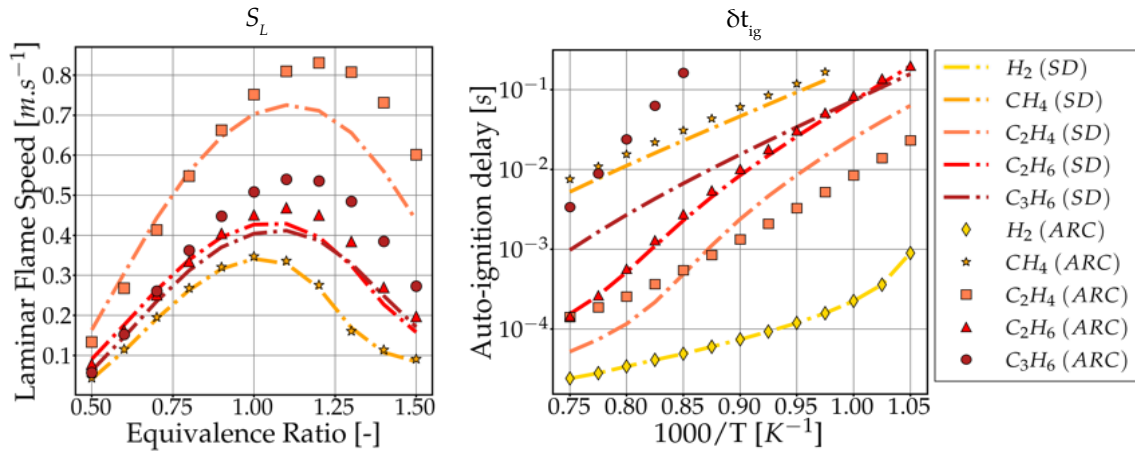 S_L
δt_ig
Laminar Flame Speed [m.s⁻¹]
0.8
0.7
0.6
0.5
0.4
0.3
0.2
0.1
0.50
0.75
1.00
1.25
1.50
Equivalence Ratio [-]
Auto-ignition delay [s]
10⁻¹
10⁻²
10⁻³
10⁻⁴
0.75
0.80
0.85
0.90
0.95
1.00
1.05
1000/T [K⁻¹]
H₂ (SD)
CH₄ (SD)
C₂H₄ (SD)
C₂H₆ (SD)
C₃H₆ (SD)
H₂ (ARC)
CH₄ (ARC)
C₂H₄ (ARC)
C₂H₆ (ARC)
C₃H₆ (ARC)